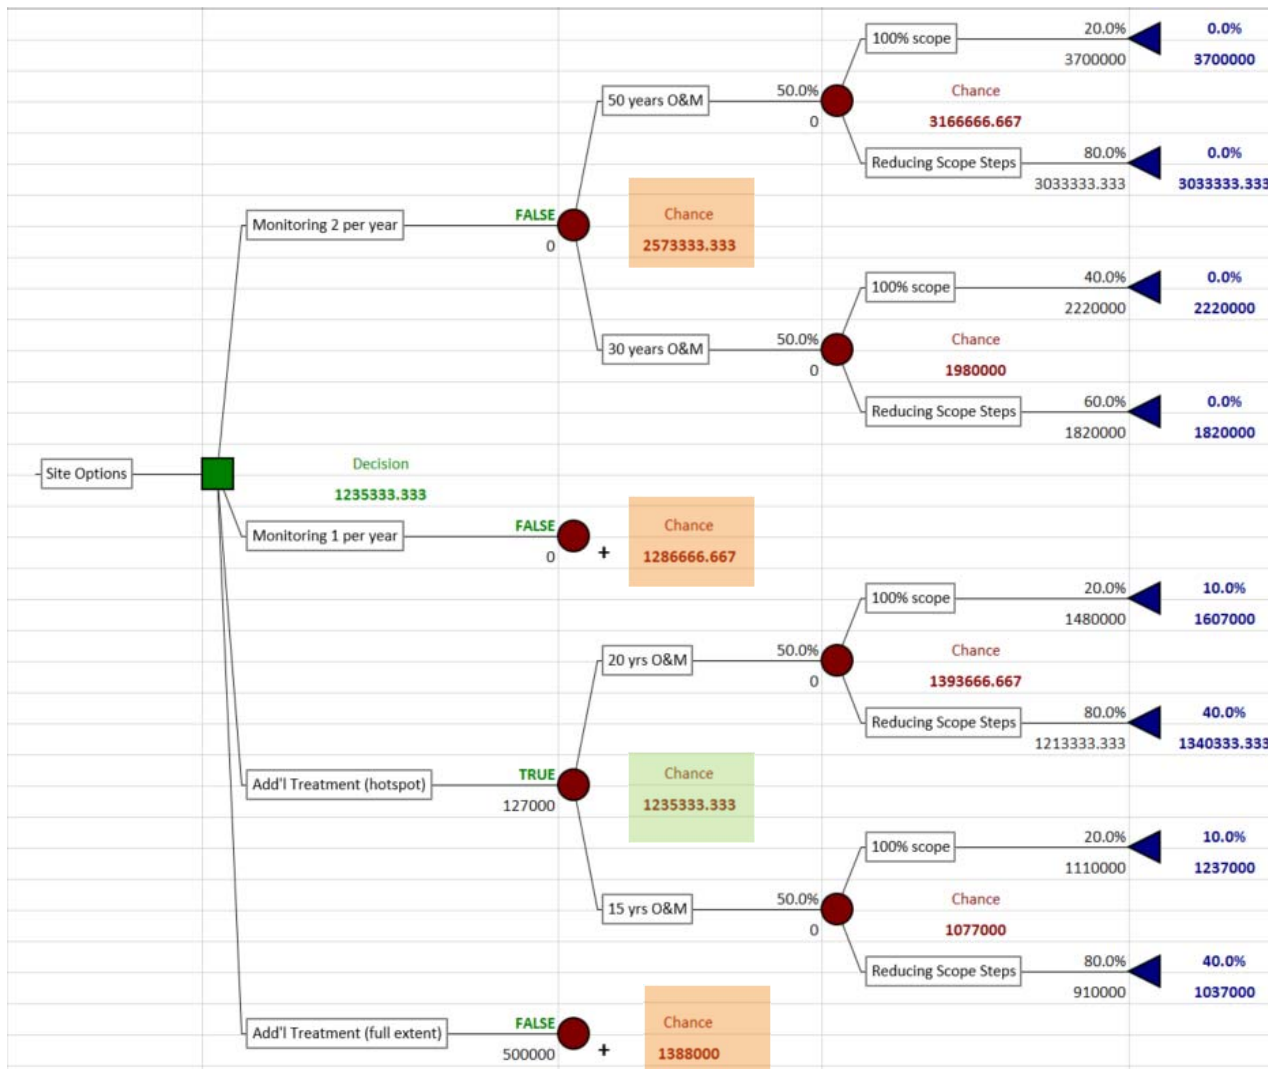 100% scope 20.0% 0.0%
3700000 3700000
50 years O&M 50.0% Chance
0 3166666.667
Reducing Scope Steps 80.0% 0.0%
3033333.333 3033333.333
Monitoring 2 per year FALSE Chance
0 2573333.333
100% scope 40.0% 0.0%
2220000 2220000
30 years O&M 50.0% Chance
0 1980000
Reducing Scope Steps 60.0% 0.0%
1820000 1820000
Site Options Decision
1235333.333
Monitoring 1 per year FALSE Chance
0 + 1286666.667
100% scope 20.0% 10.0%
1480000 1607000
20 yrs O&M 50.0% Chance
0 1393666.667
Reducing Scope Steps 80.0% 40.0%
1213333.333 1340333.333
Add'l Treatment (hotspot) TRUE Chance
127000 1235333.333
100% scope 20.0% 10.0%
1110000 1237000
15 yrs O&M 50.0% Chance
0 1077000
Reducing Scope Steps 80.0% 40.0%
910000 1037000
Add'l Treatment (full extent) FALSE Chance
500000 + 1388000